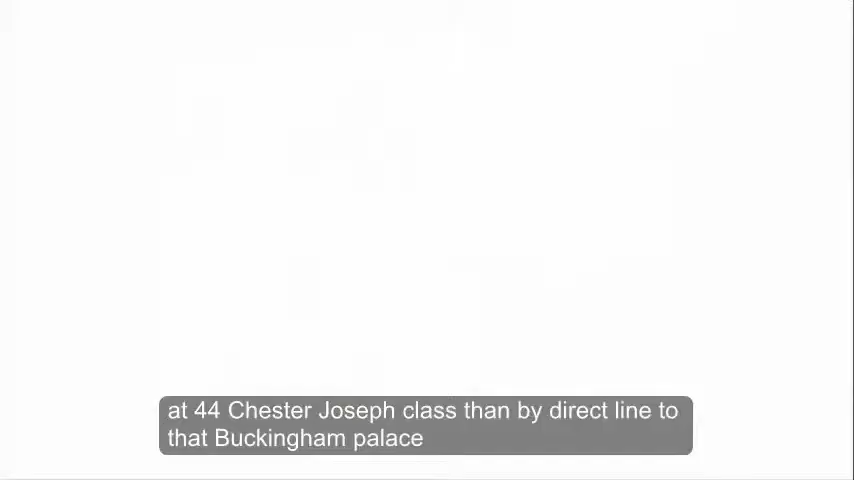 at 44 Chester Joseph class than by direct line to
that Buckingham palace